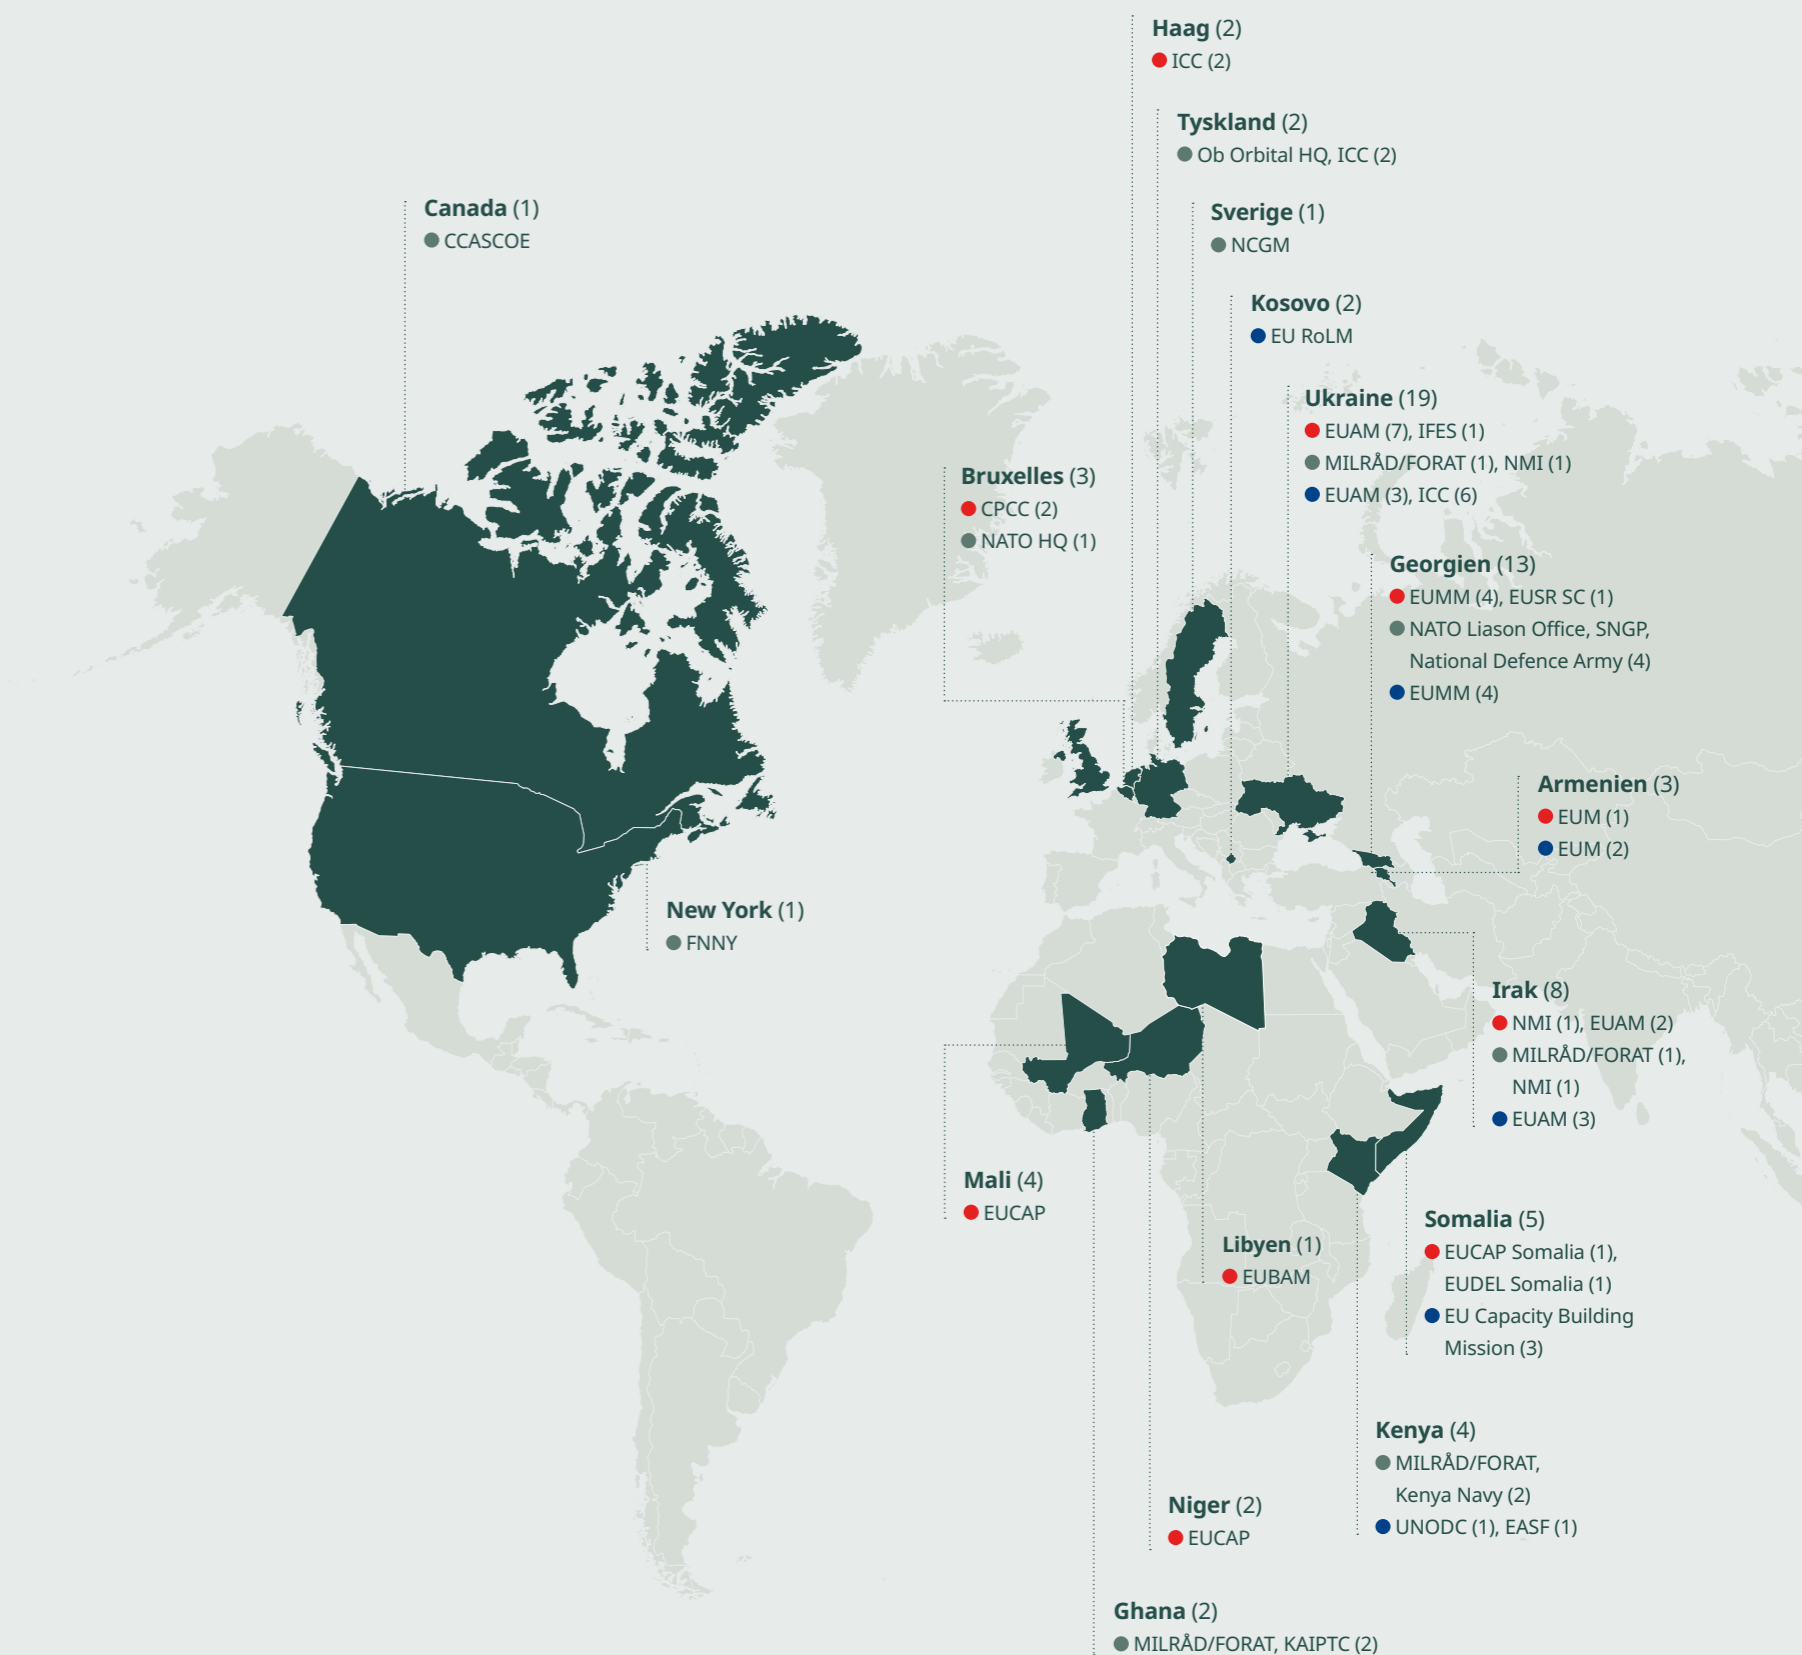 Haag (2)
ICC (2)
Tyskland (2)
Ob Orbital HQ, ICC (2)
Canada (1)
CCASCOE
Sverige (1)
NCGM
Kosovo (2)
EU RoLM
Ukraine (19)
EUAM (7), IFES (1)
MILRÅD/FORAT (1), NMI (1)
EUAM (3), ICC (6)
Bruxelles (3)
CPCC (2)
NATO HQ (1)
Georgien (13)
EUMM (4), EUSR SC (1)
NATO Liason Office, SNGP,
National Defence Army (4)
EUMM (4)
Armenien (3)
EUM (1)
EUM (2)
New York (1)
FNNY
Irak (8)
NMI (1), EUAM (2)
MILRÅD/FORAT (1),
NMI (1)
EUAM (3)
Mali (4)
EUCAP
Libyen (1)
EUBAM
Somalia (5)
EUCAP Somalia (1),
EUDEL Somalia (1)
EU Capacity Building
Mission (3)
Kenya (4)
MILRÅD/FORAT,
Kenya Navy (2)
UNODC (1), EASF (1)
Niger (2)
EUCAP
Ghana (2)
MILRÅD/FORAT, KAIPTC (2)